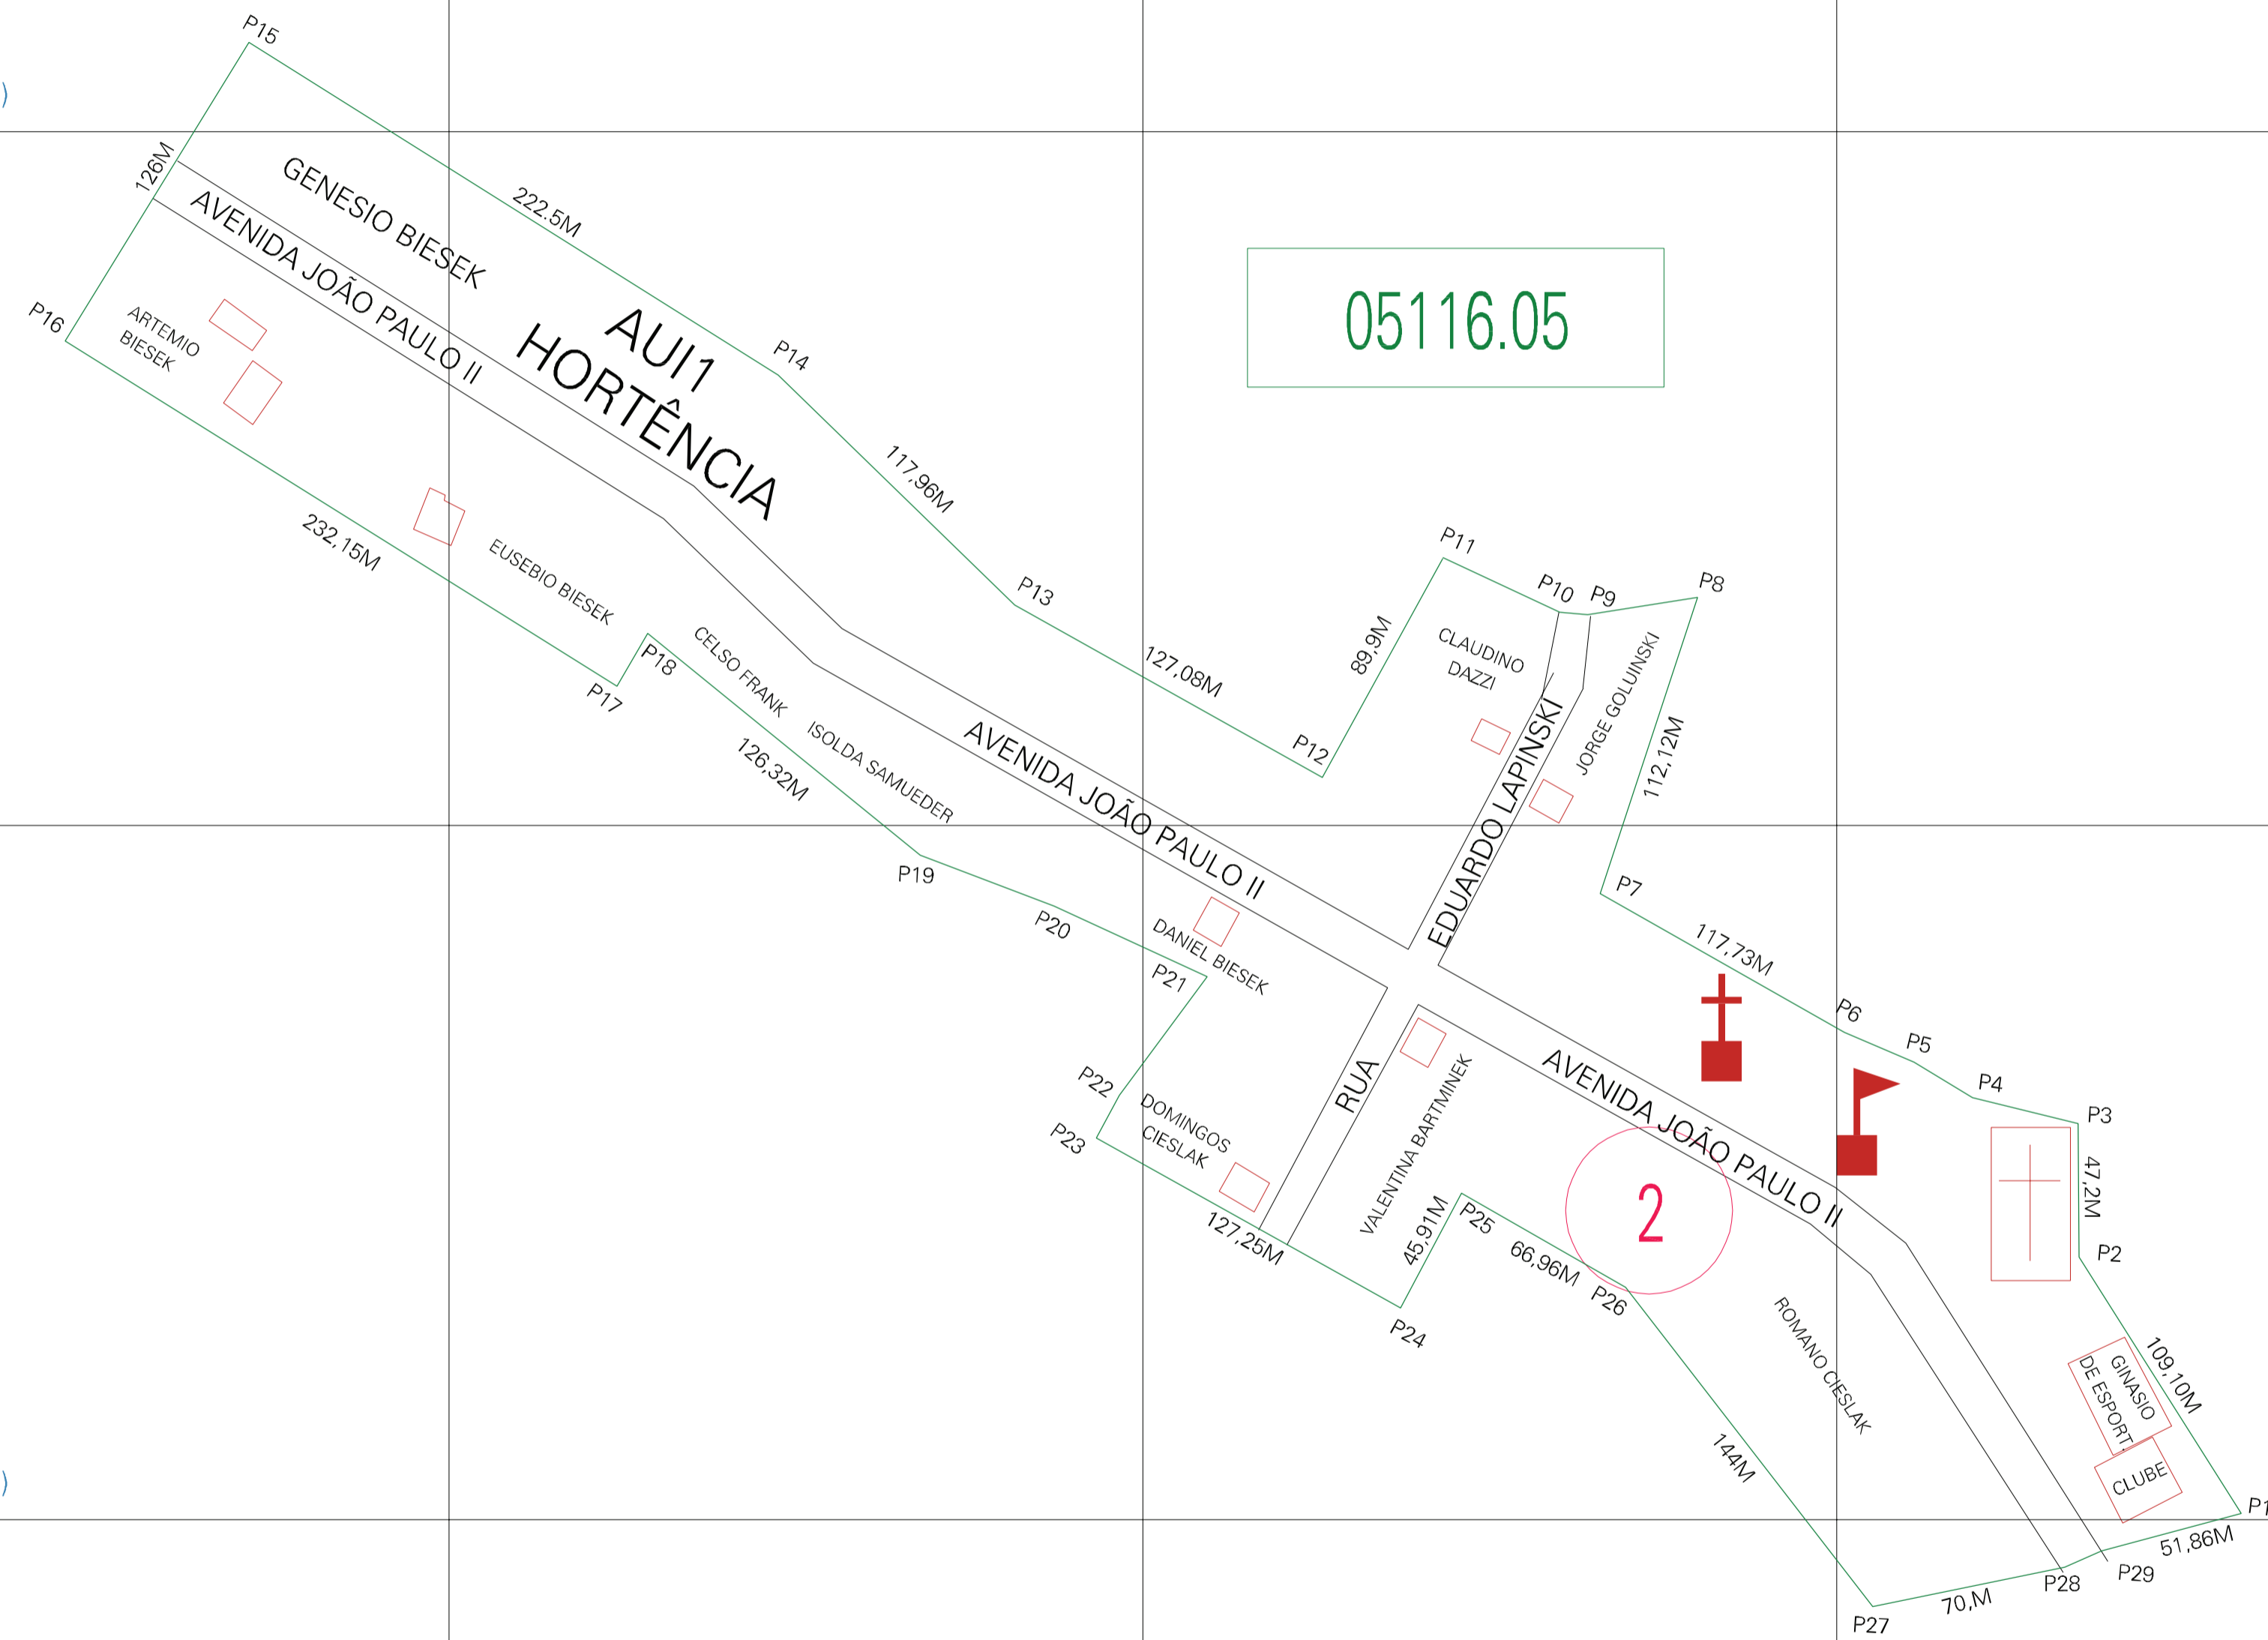 P15
126M
GENESIO BIESEK
222.5M
AVENIDA JOÃO PAULO II
P16
ARTEMIO
BIESEK
AUI1
HORTÊNCIA
05116.05
P14
117,96M
232,15M
EUSEBIO BIESEK
P11
P10
P9
P8
P13
CELSO FRANK
P18
P17
CLAUDINO
DAZZI
89,9M
JORGE GOLUINSKI
127,08M
112,12M
ISOLDA SAMUEDER
126,32M
P12
AVENIDA JOÃO PAULO II
EDUARDO LAPINSKI
P19
P7
P20
DANIEL BIESEK
117,73M
P21
P6
P5
P22
RUA
VALENTINA BARTMINEK
AVENIDA JOÃO PAULO II
P4
P3
P23
DOMINGOS
CIESLAK
47,2M
2
127,25M
45,91M
P25
66,96M
P26
P2
P24
ROMANO CIESLAK
109,10M
GINASIO
DE ESPORT.
144M
CLUBE
P1
51,86M
P29
P28
70,M
P27